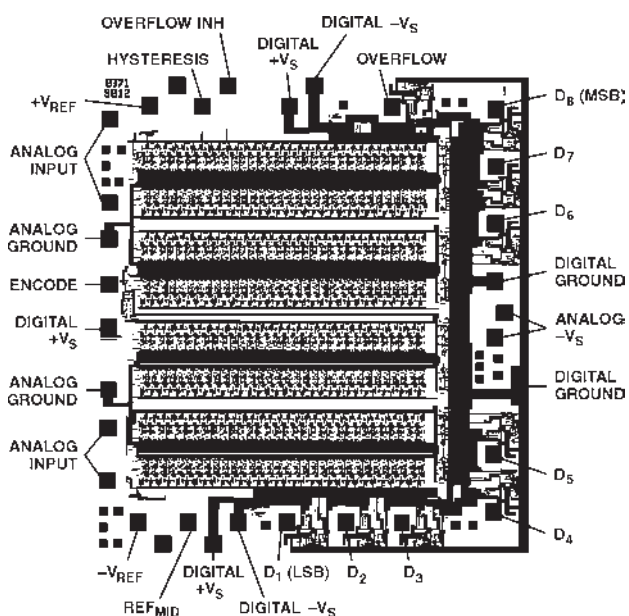 OVERFLOW INH
DIGITAL –VS
HYSTERESIS
DIGITAL
+VS
OVERFLOW
+VREF
D8 (MSB)
ANALOG
INPUT
D7
D6
ANALOG
GROUND
DIGITAL
GROUND
ENCODE
ANALOG
–VS
DIGITAL
+VS
DIGITAL
GROUND
ANALOG
GROUND
ANALOG
INPUT
D5
D4
–VREF
REFMID
DIGITAL
+VS
DIGITAL –VS
D1 (LSB)
D2
D3